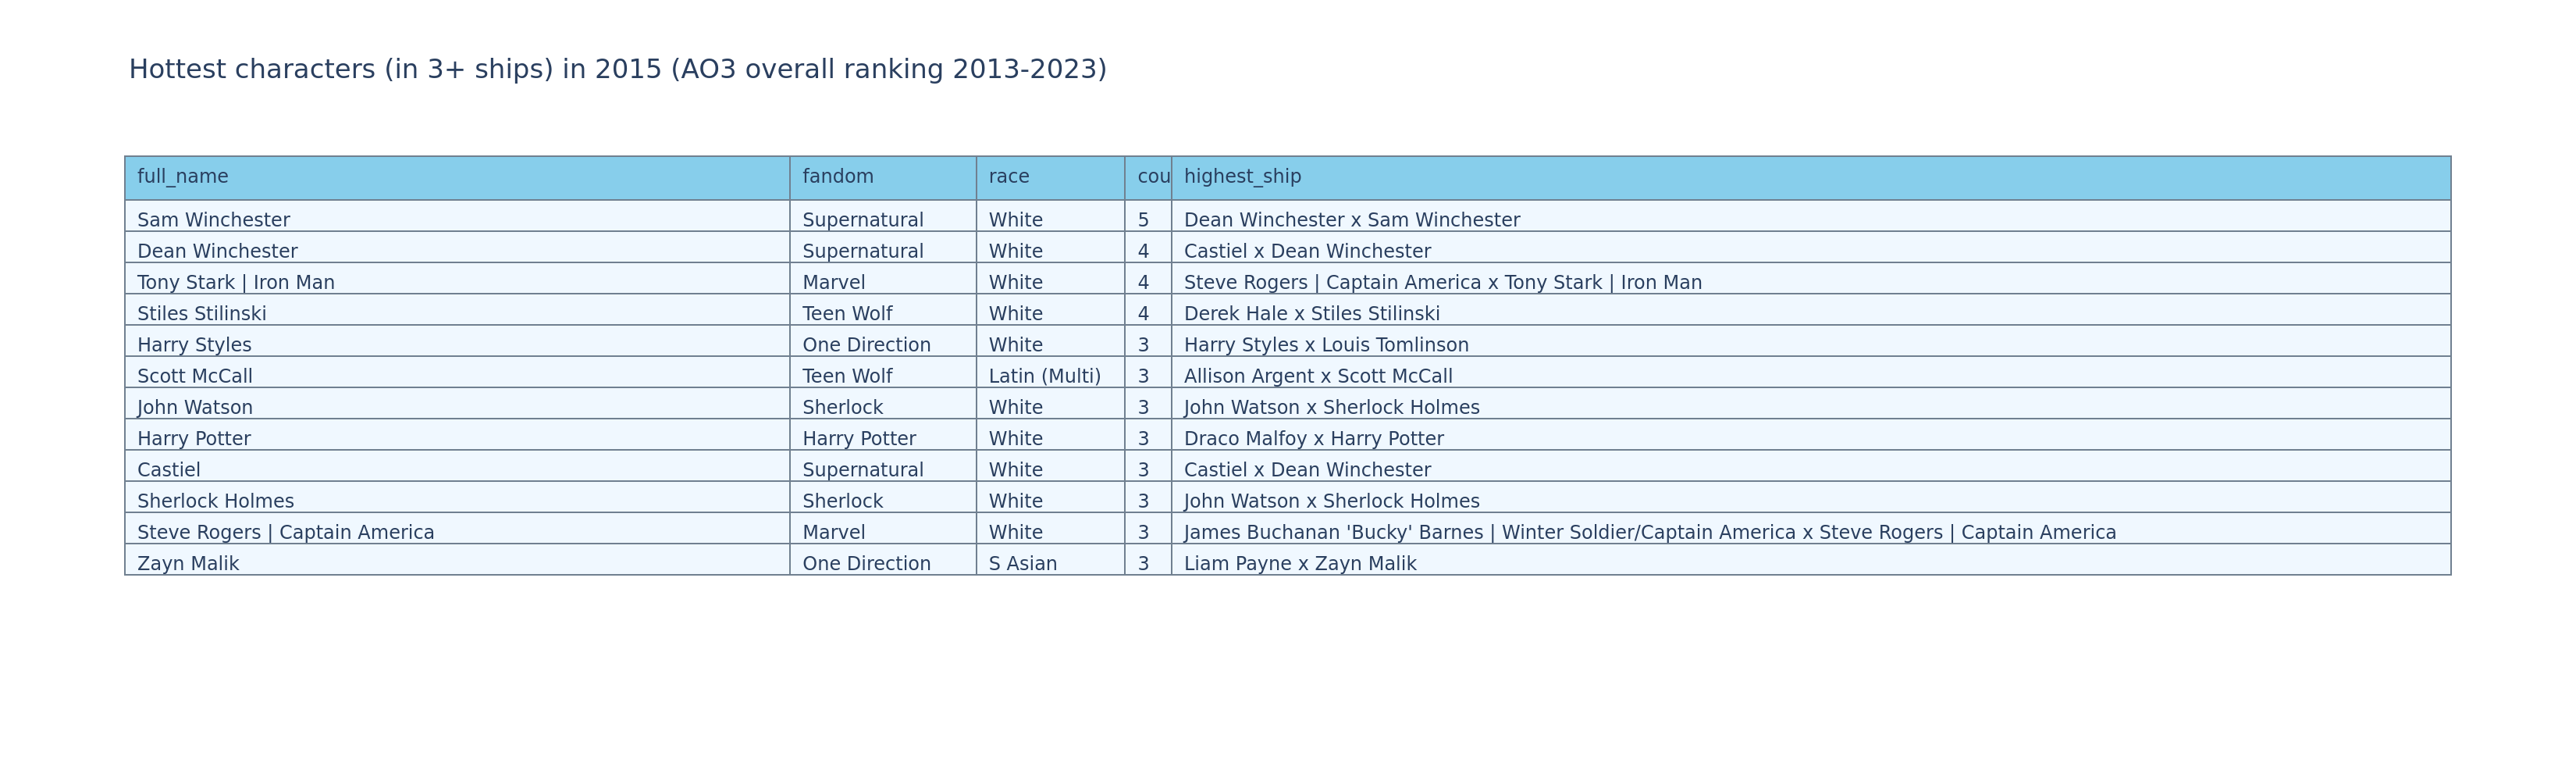 Hottest characters (in 3+ ships) in 2015 (AO3 overall ranking 2013-2023)
full_name fandom race cou highest_ship
Sam Winchester Supernatural White 5 Dean Winchester x Sam Winchester
Dean Winchester Supernatural White 4 Castiel x Dean Winchester
Tony Stark | Iron Man Marvel White 4 Steve Rogers | Captain America x Tony Stark | Iron Man
Stiles Stilinski Teen Wolf White 4 Derek Hale x Stiles Stilinski
Harry Styles One Direction White 3 Harry Styles x Louis Tomlinson
Scott McCall Teen Wolf Latin (Multi) 3 Allison Argent x Scott McCall
John Watson Sherlock White 3 John Watson x Sherlock Holmes
Harry Potter Harry Potter White 3 Draco Malfoy x Harry Potter
Castiel Supernatural White 3 Castiel x Dean Winchester
Sherlock Holmes Sherlock White 3 John Watson x Sherlock Holmes
Steve Rogers | Captain America Marvel White 3 James Buchanan 'Bucky' Barnes | Winter Soldier/Captain America x Steve Rogers | Captain America
Zayn Malik One Direction S Asian 3 Liam Payne x Zayn Malik